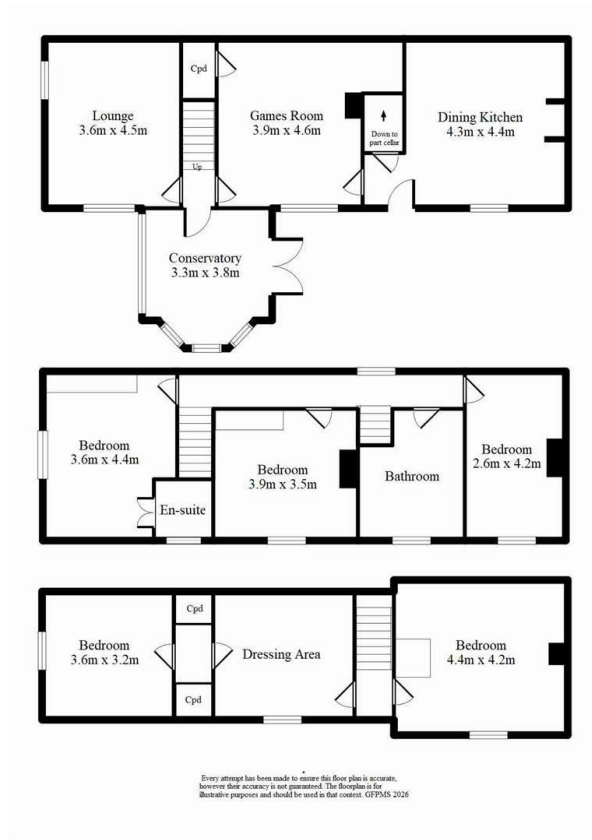 Cpd
Lounge
3.6m x 4.5m
Games Room
3.9m x 4.6m
Dining Kitchen
4.3m x 4.4m
Down to
part cellar
Up
Conservatory
3.3m x 3.8m
Bedroom
3.6m x 4.4m
Bedroom
3.9m x 3.5m
Bathroom
Bedroom
2.6m x 4.2m
En-suite
Cpd
Bedroom
3.6m x 3.2m
Dressing Area
Bedroom
4.4m x 4.2m
Cpd
Every attempt has been made to ensure this floor plan is accurate,
however their accuracy is not guaranteed. The floorplan is for
illustrative purposes and should be used in that context. GFPMS 2026